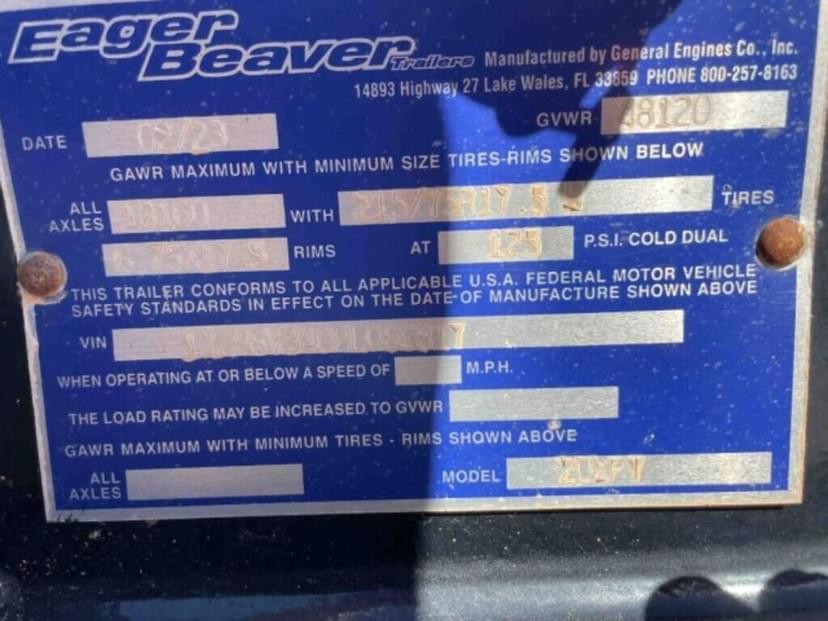 Eager Beaver Trailers
Manufactured by General Engines Co., Inc.
14893 Highway 27 Lake Wales, FL 33859 PHONE 800-257-8163
DATE 02/23 GVWR
GAWR MAXIMUM WITH MINIMUM SIZE TIRES-RIMS SHOWN BELOW
ALL AXLES WITH 215/75R17.5 TIRES
RIMS AT 125 P.S.I. COLD DUAL
THIS TRAILER CONFORMS TO ALL APPLICABLE U.S.A. FEDERAL MOTOR VEHICLE
SAFETY STANDARDS IN EFFECT ON THE DATE OF MANUFACTURE SHOWN ABOVE
VIN
WHEN OPERATING AT OR BELOW A SPEED OF M.P.H.
THE LOAD RATING MAY BE INCREASED TO GVWR
GAWR MAXIMUM WITH MINIMUM TIRES - RIMS SHOWN ABOVE
ALL AXLES MODEL